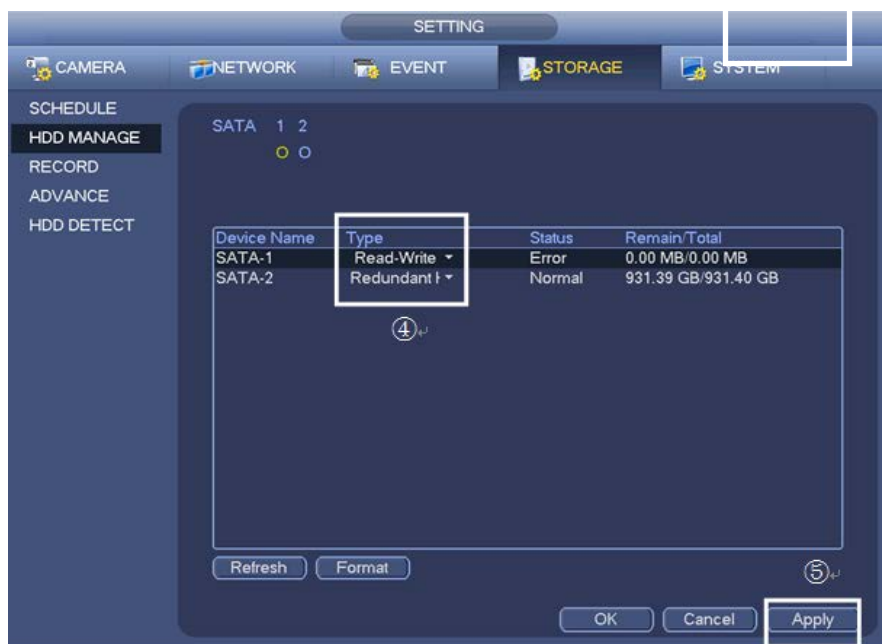 SETTING
CAMERA NETWORK EVENT STORAGE SYSTEM
SCHEDULE
HDD MANAGE
RECORD
ADVANCE
HDD DETECT
SATA 1 2
Device Name Type Status Remain/Total
SATA-1 Read-Write Error 0.00 MB/0.00 MB
SATA-2 Redundant Normal 931.39 GB/931.40 GB
④
Refresh Format
⑤
OK Cancel Apply